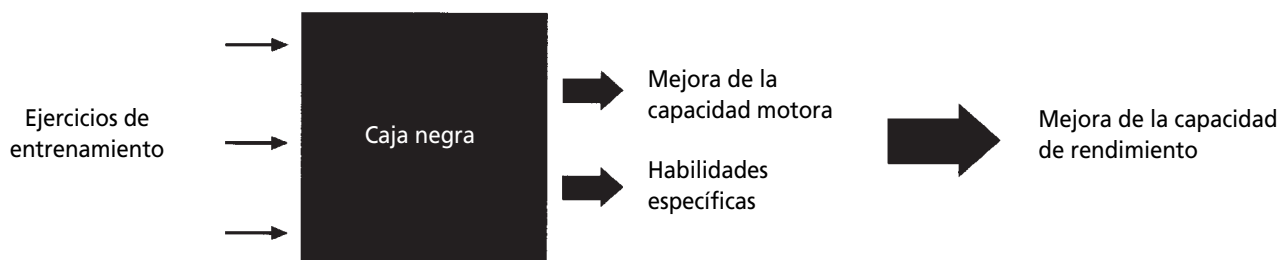 Ejercicios de
entrenamiento
Caja negra
Mejora de la
capacidad motora
Habilidades
específicas
Mejora de la capacidad
de rendimiento